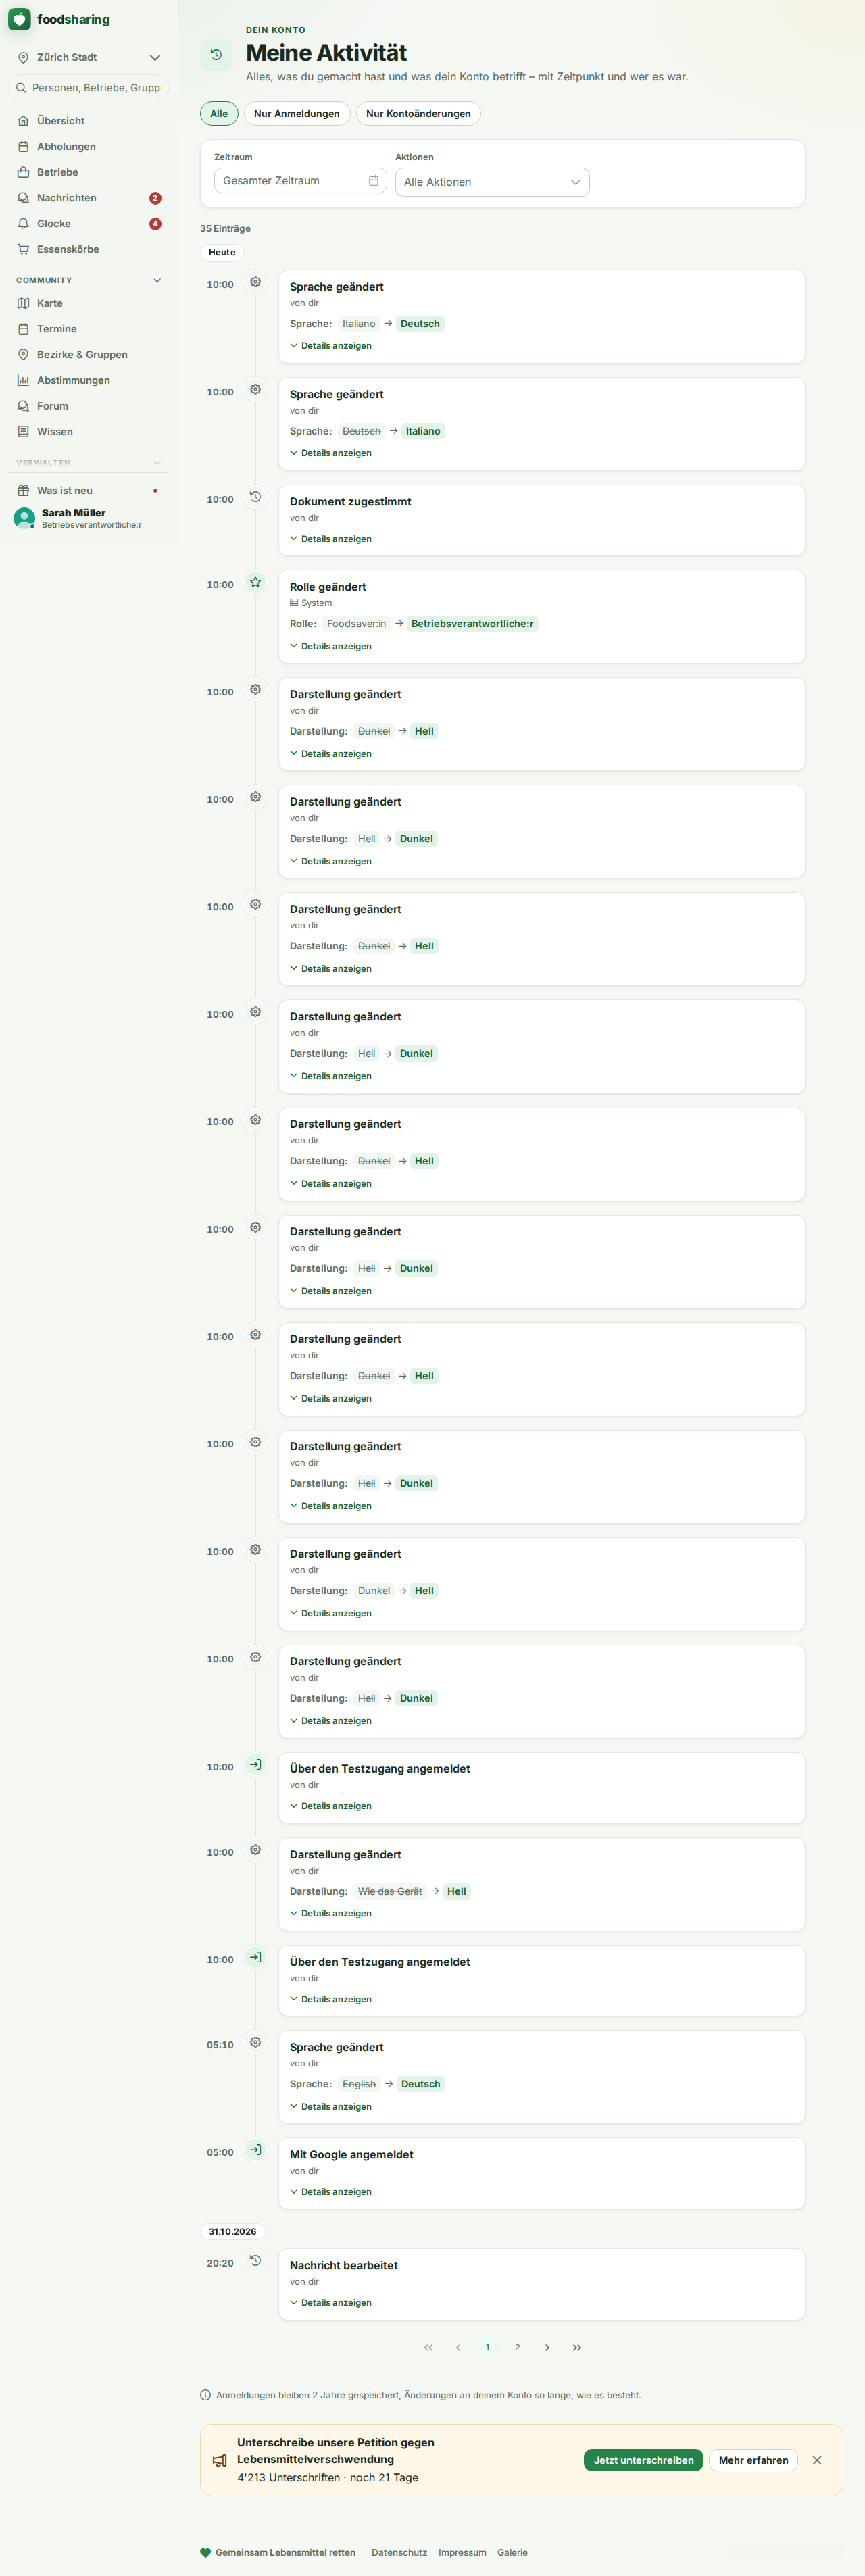 foodsharing
Zürich Stadt
Personen, Betriebe, Grupp
Übersicht
Abholungen
Betriebe
Nachrichten 2
Glocke 4
Essenskörbe
COMMUNITY
Karte
Termine
Bezirke & Gruppen
Abstimmungen
Forum
Wissen
VERWALTEN
Was ist neu
Sarah Müller
Betriebsverantwortliche:r
DEIN KONTO
Meine Aktivität
Alles, was du gemacht hast und was dein Konto betrifft – mit Zeitpunkt und wer es war.
Alle Nur Anmeldungen Nur Kontoänderungen
Zeitraum Aktionen
Gesamter Zeitraum Alle Aktionen
35 Einträge
Heute
10:00 Sprache geändert
von dir
Sprache: Italiano → Deutsch
Details anzeigen
10:00 Sprache geändert
von dir
Sprache: Deutsch → Italiano
Details anzeigen
10:00 Dokument zugestimmt
von dir
Details anzeigen
10:00 Rolle geändert
System
Rolle: Foodsaver:in → Betriebsverantwortliche:r
Details anzeigen
10:00 Darstellung geändert
von dir
Darstellung: Dunkel → Hell
Details anzeigen
10:00 Darstellung geändert
von dir
Darstellung: Hell → Dunkel
Details anzeigen
10:00 Darstellung geändert
von dir
Darstellung: Dunkel → Hell
Details anzeigen
10:00 Darstellung geändert
von dir
Darstellung: Hell → Dunkel
Details anzeigen
10:00 Darstellung geändert
von dir
Darstellung: Dunkel → Hell
Details anzeigen
10:00 Darstellung geändert
von dir
Darstellung: Hell → Dunkel
Details anzeigen
10:00 Darstellung geändert
von dir
Darstellung: Dunkel → Hell
Details anzeigen
10:00 Darstellung geändert
von dir
Darstellung: Hell → Dunkel
Details anzeigen
10:00 Darstellung geändert
von dir
Darstellung: Dunkel → Hell
Details anzeigen
10:00 Darstellung geändert
von dir
Darstellung: Hell → Dunkel
Details anzeigen
10:00 Über den Testzugang angemeldet
von dir
Details anzeigen
10:00 Darstellung geändert
von dir
Darstellung: Wie das Gerät → Hell
Details anzeigen
10:00 Über den Testzugang angemeldet
von dir
Details anzeigen
05:10 Sprache geändert
von dir
Sprache: English → Deutsch
Details anzeigen
05:00 Mit Google angemeldet
von dir
Details anzeigen
31.10.2026
20:20 Nachricht bearbeitet
von dir
Details anzeigen
1 2
Anmeldungen bleiben 2 Jahre gespeichert, Änderungen an deinem Konto so lange, wie es besteht.
Unterschreibe unsere Petition gegen
Lebensmittelverschwendung
4'213 Unterschriften · noch 21 Tage
Jetzt unterschreiben Mehr erfahren
Gemeinsam Lebensmittel retten Datenschutz Impressum Galerie